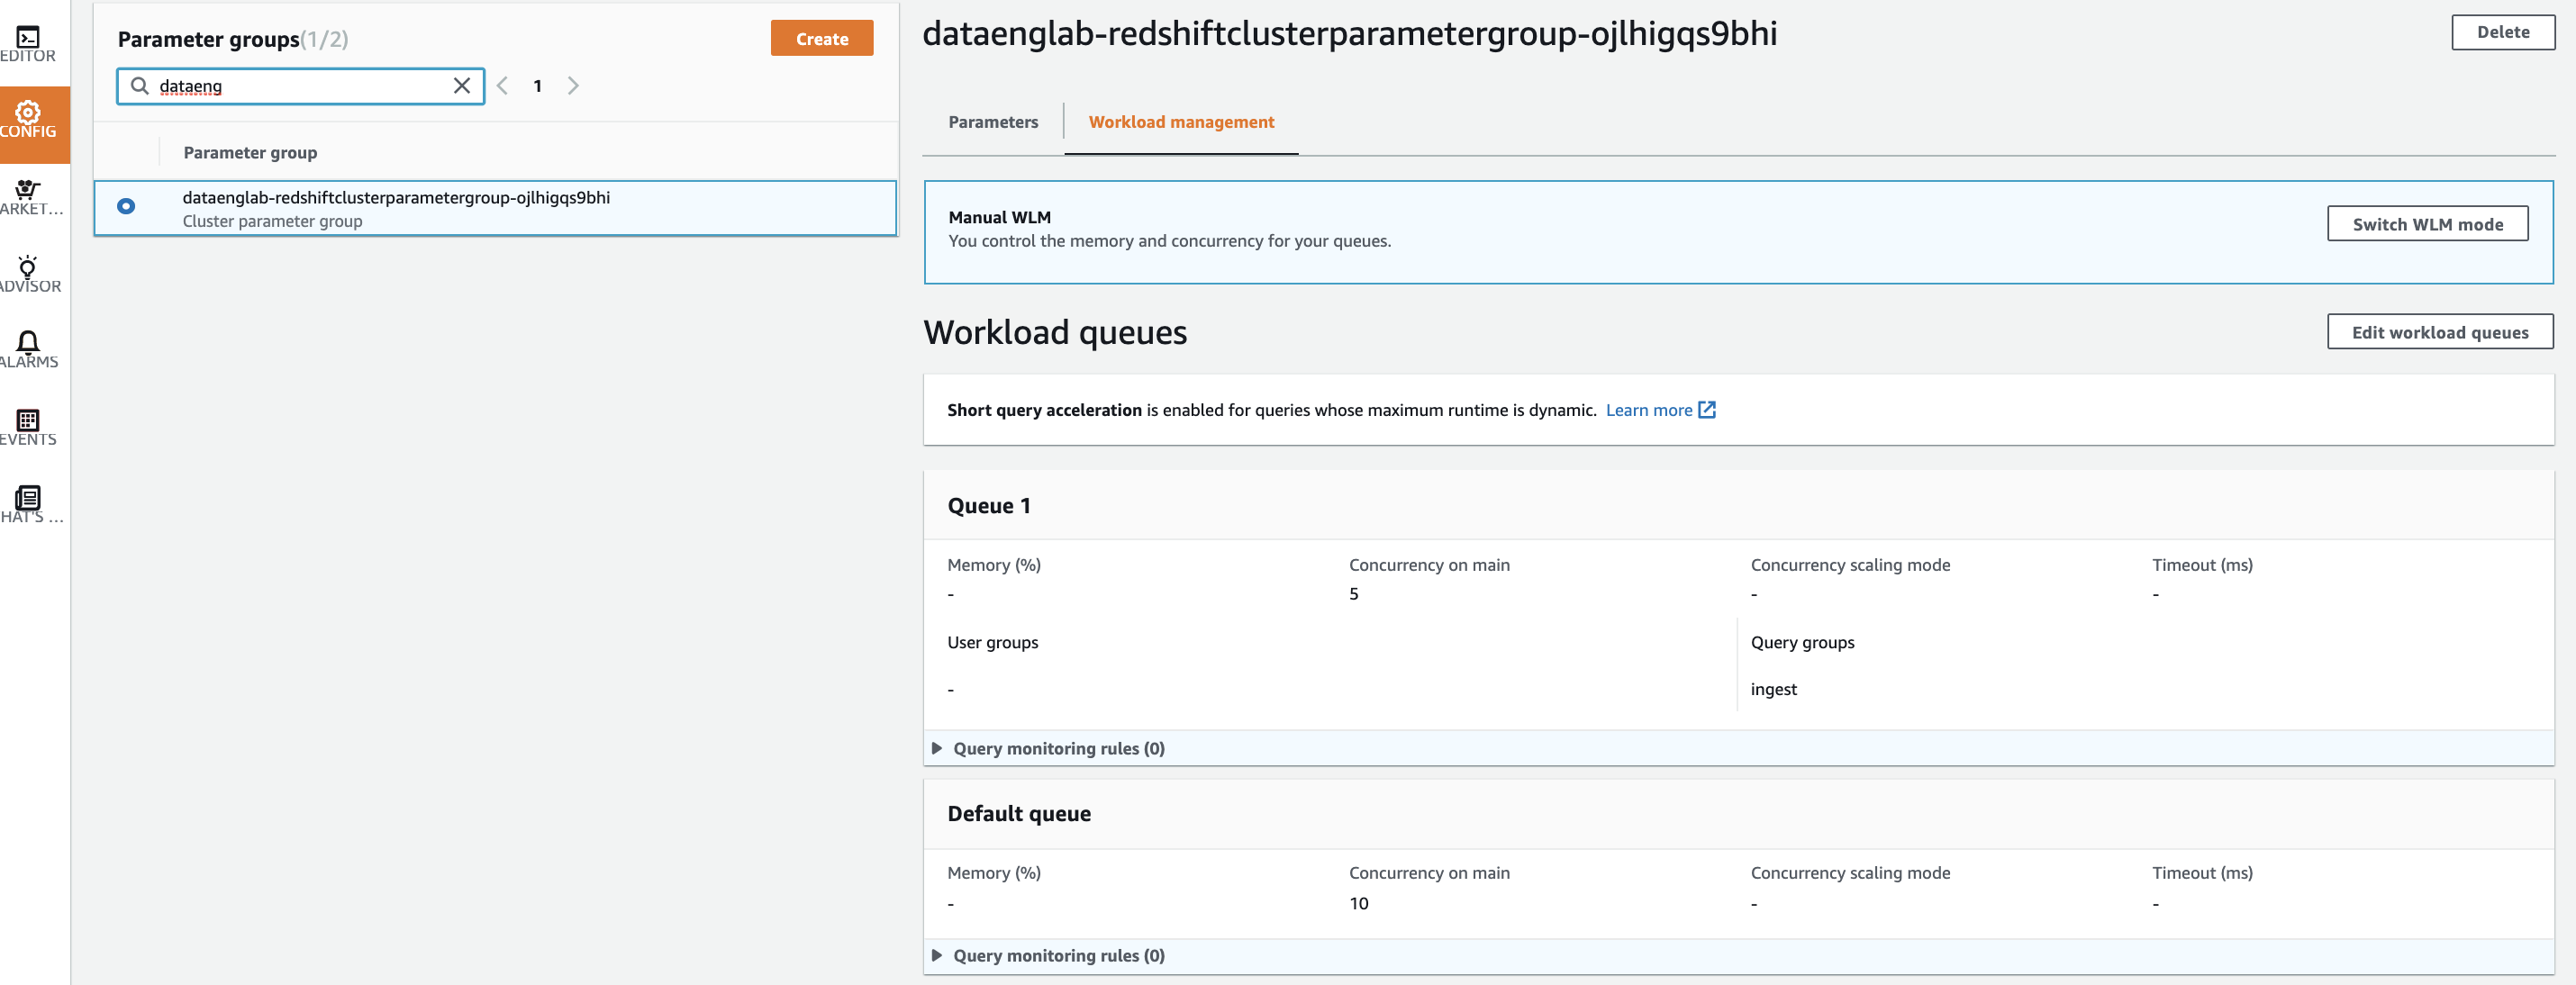 EDITOR
CONFIG
ARKET...
ADVISOR
ALARMS
EVENTS
HAT'S ...
Parameter groups(1/2)
Create
dataeng
1
Parameter group
dataenglab-redshiftclusterparametergroup-ojlhigqs9bhi
Cluster parameter group
dataenglab-redshiftclusterparametergroup-ojlhigqs9bhi
Delete
Parameters
Workload management
Manual WLM
You control the memory and concurrency for your queues.
Switch WLM mode
Workload queues
Edit workload queues
Short query acceleration is enabled for queries whose maximum runtime is dynamic. Learn more
Queue 1
Memory (%) Concurrency on main Concurrency scaling mode Timeout (ms)
- 5 - -
User groups Query groups
- ingest
Query monitoring rules (0)
Default queue
Memory (%) Concurrency on main Concurrency scaling mode Timeout (ms)
- 10 - -
Query monitoring rules (0)